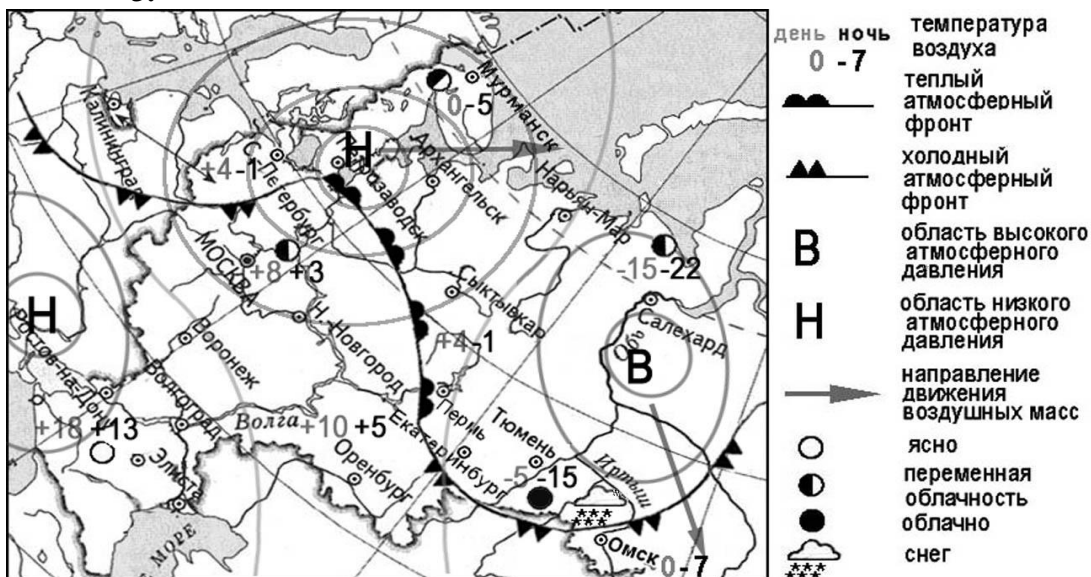 Мурманск
0 -5
Калининград
Н
+4 -1
С. Петербург
Петрозаводск
Архангельск
Нарьян-Мар
-15 -22
МОСКВА
+8 +3
Сыктывкар
Салехард
Обь
В
Н
Н. Новгород
+4 -1
Ростов-на-Дону
Воронеж
Волгоград
Волга
+10 +5
Пермь
Екатеринбург
Тюмень
Иртыш
+18 +13
Элиста
Оренбург
-5 -15
МОРЕ
Омск
0 -7
день ночь
0 -7
температура
воздуха
теплый
атмосферный
фронт
холодный
атмосферный
фронт
В
область высокого
атмосферного
давления
Н
область низкого
атмосферного
давления
направление
движения
воздушных масс
ясно
переменная
облачность
облачно
снег